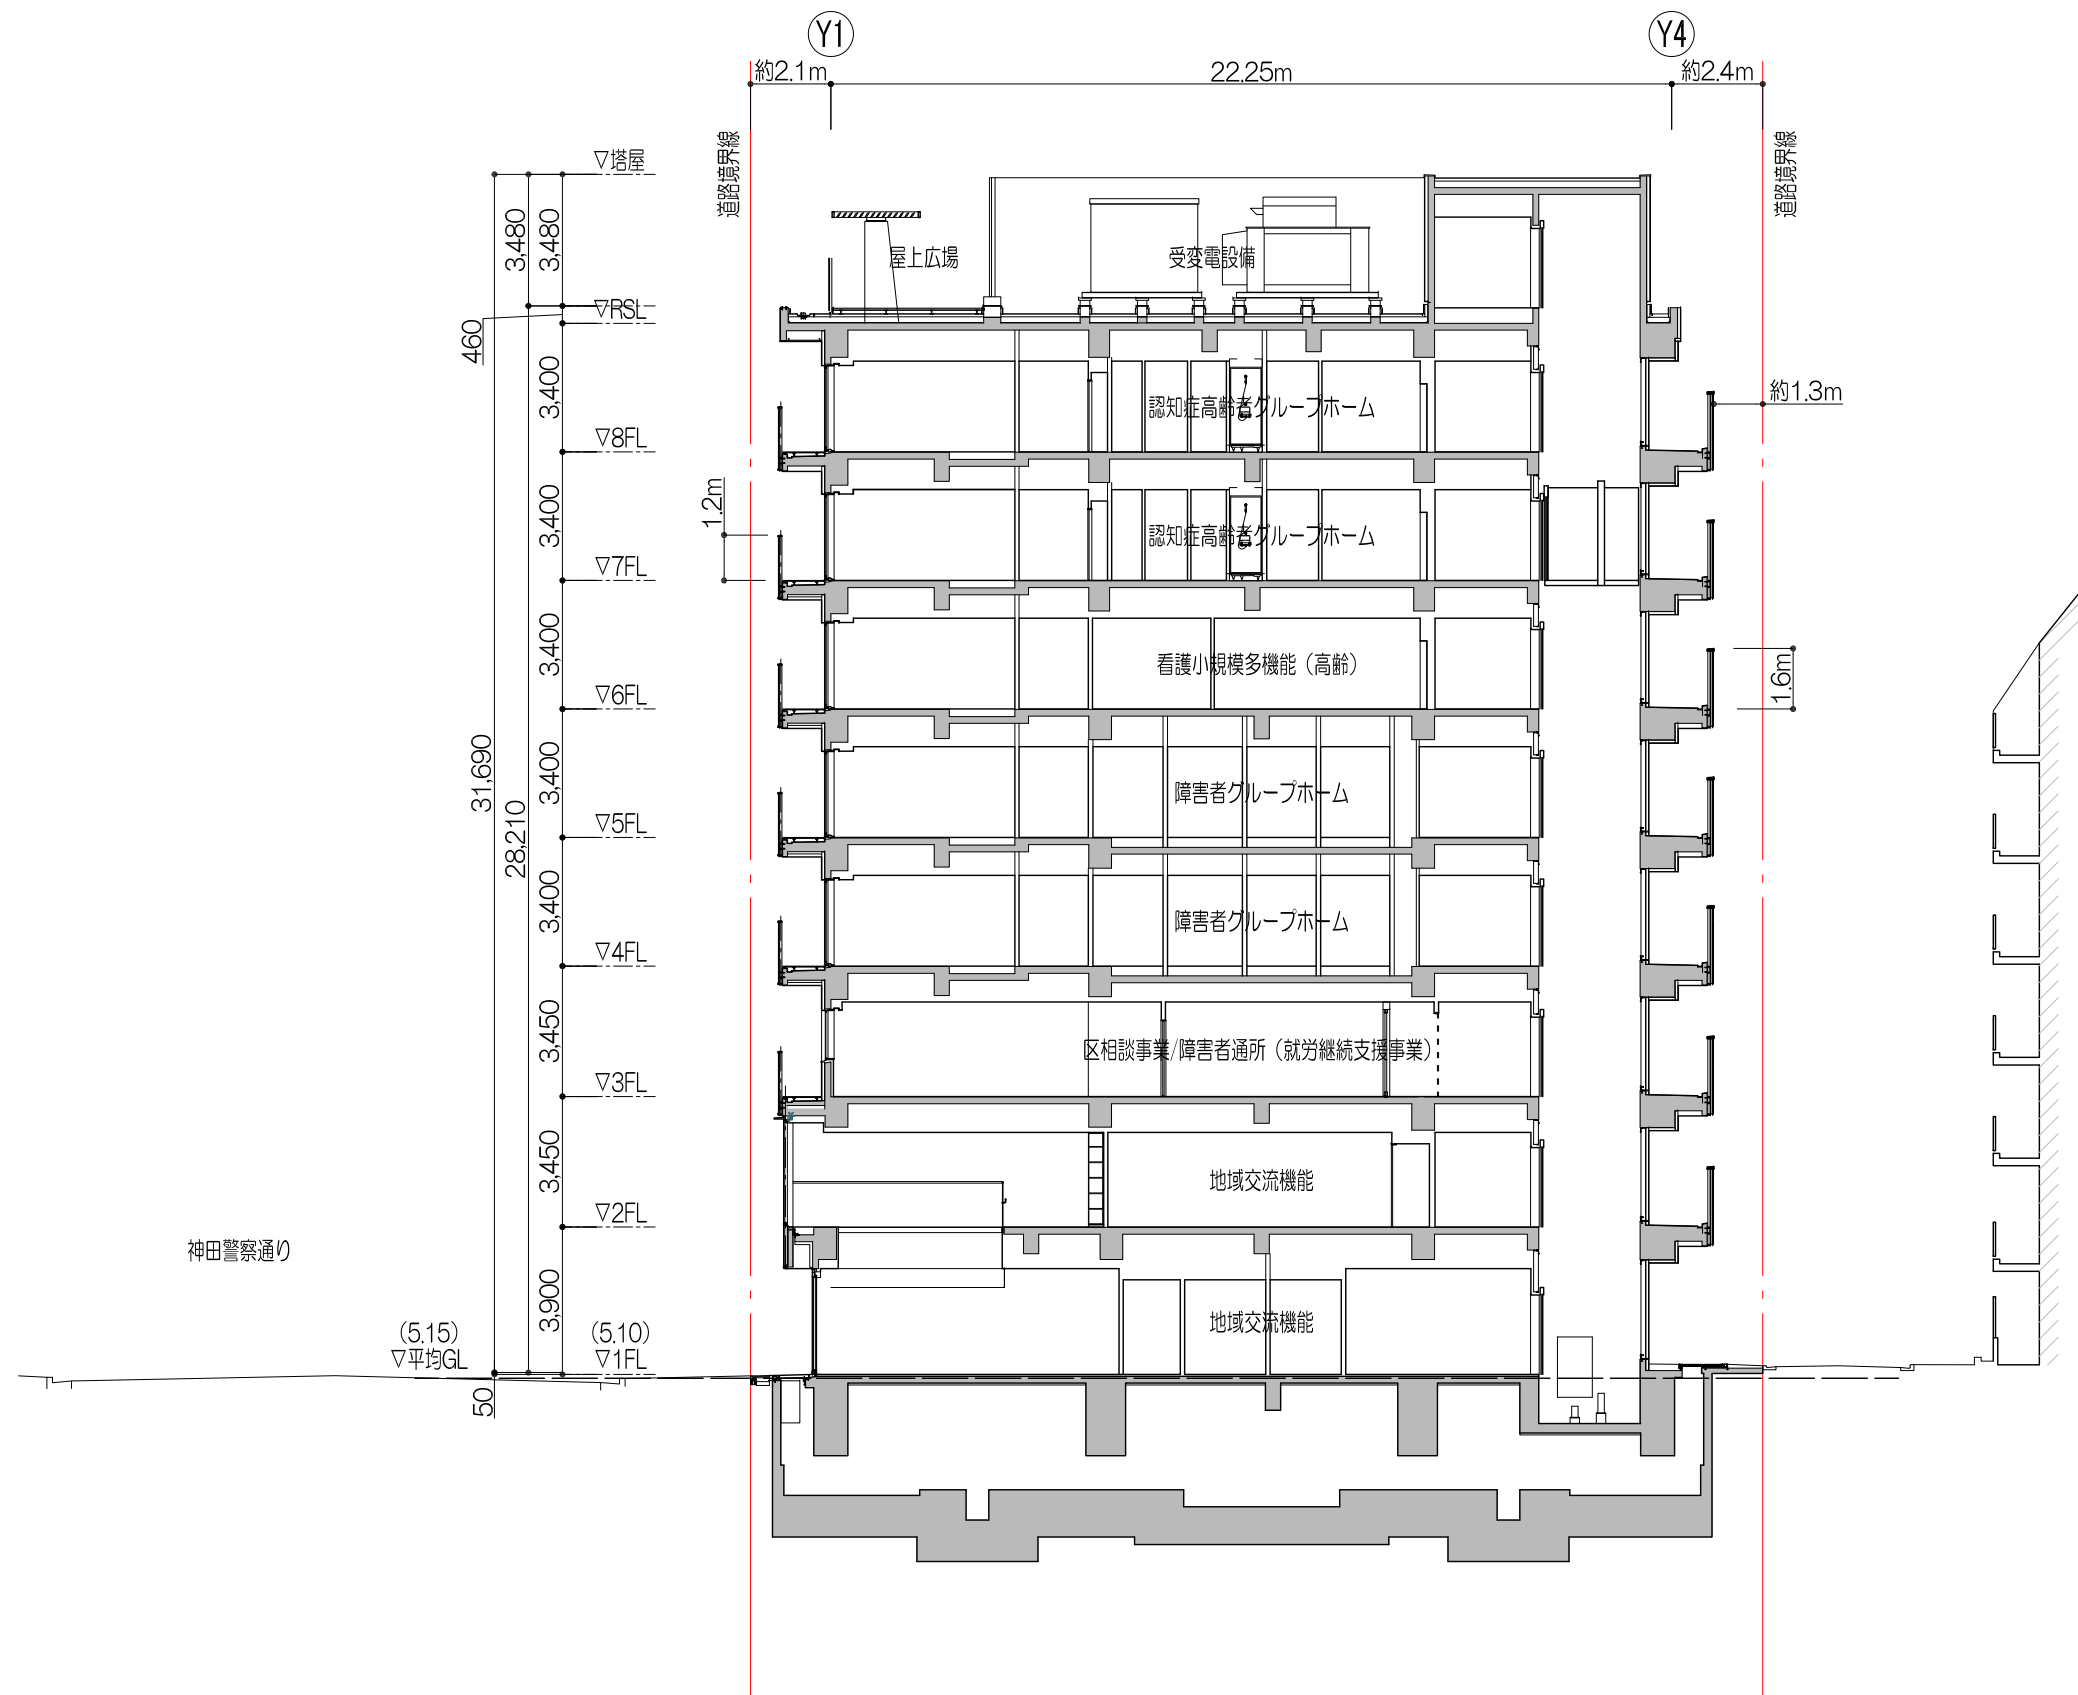 Y1
Y4
約2.1m
22.25m
約2.4m
道路境界線
道路境界線
▽塔屋
3,480
3,480
屋上広場
受変電設備
▽RSL
460
3,400
認知症高齢者グループホーム
約1.3m
▽8FL
3,400
1.2m
認知症高齢者グループホーム
▽7FL
3,400
看護小規模多機能（高齢）
1.6m
▽6FL
31,690
3,400
障害者グループホーム
28,210
▽5FL
3,400
障害者グループホーム
▽4FL
3,450
区相談事業/障害者通所（就労継続支援事業）
▽3FL
3,450
地域交流機能
▽2FL
神田警察通り
3,900
地域交流機能
（5.15）
▽平均GL
（5.10）
▽1FL
50